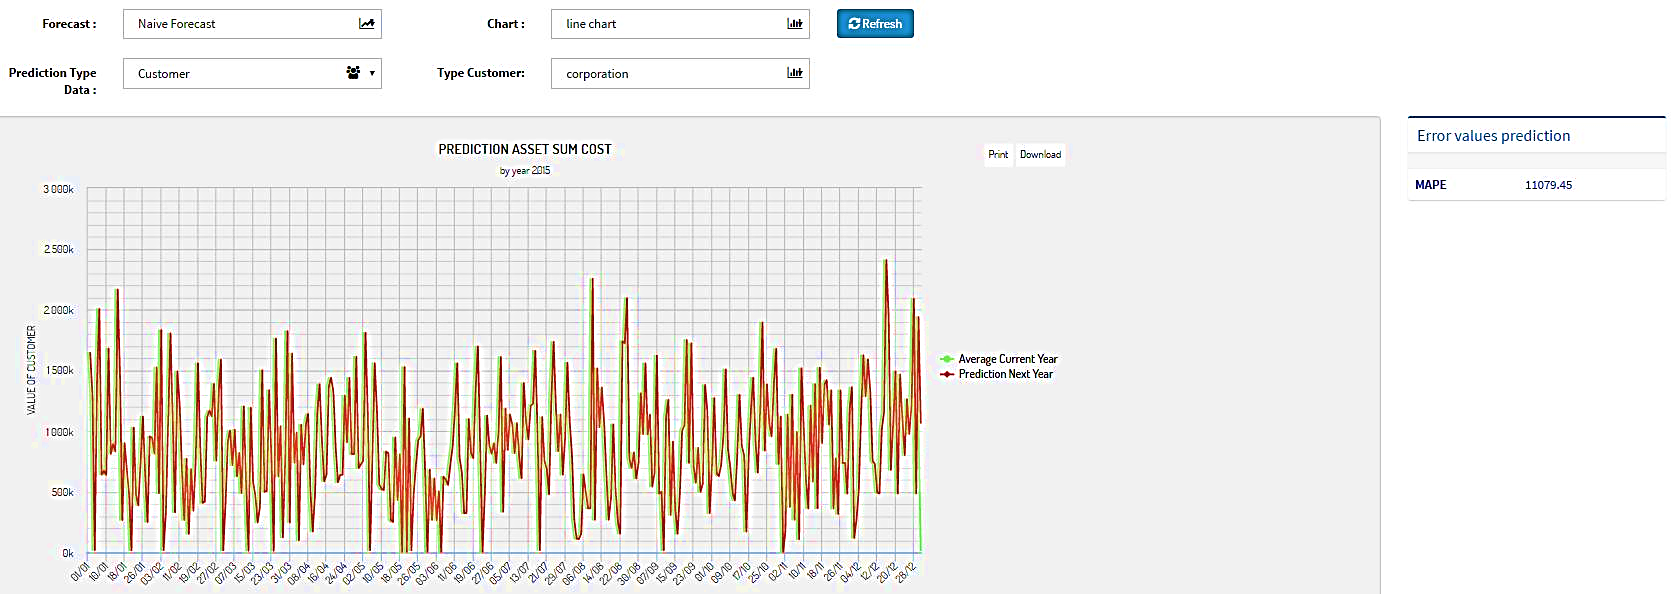 Forecast :
Naive Forecast
Chart :
line chart
Refresh
Prediction Type Data :
Customer
Type Customer:
corporation
PREDICTION ASSET SUM COST
by year 2015
Print
Download
VALUE OF CUSTOMER
3 000k
2 500k
2 000k
1 500k
1 000k
500k
0k
01/01
10/01
18/01
26/01
03/02
11/02
19/02
27/02
07/03
15/03
23/03
31/03
08/04
16/04
24/04
02/05
10/05
18/05
26/05
03/06
11/06
19/06
27/06
05/07
13/07
21/07
29/07
06/08
14/08
22/08
30/08
07/09
15/09
23/09
01/10
09/10
17/10
25/10
02/11
10/11
18/11
26/11
04/12
12/12
20/12
28/12
Average Current Year
Prediction Next Year
Error values prediction
MAPE 11079.45